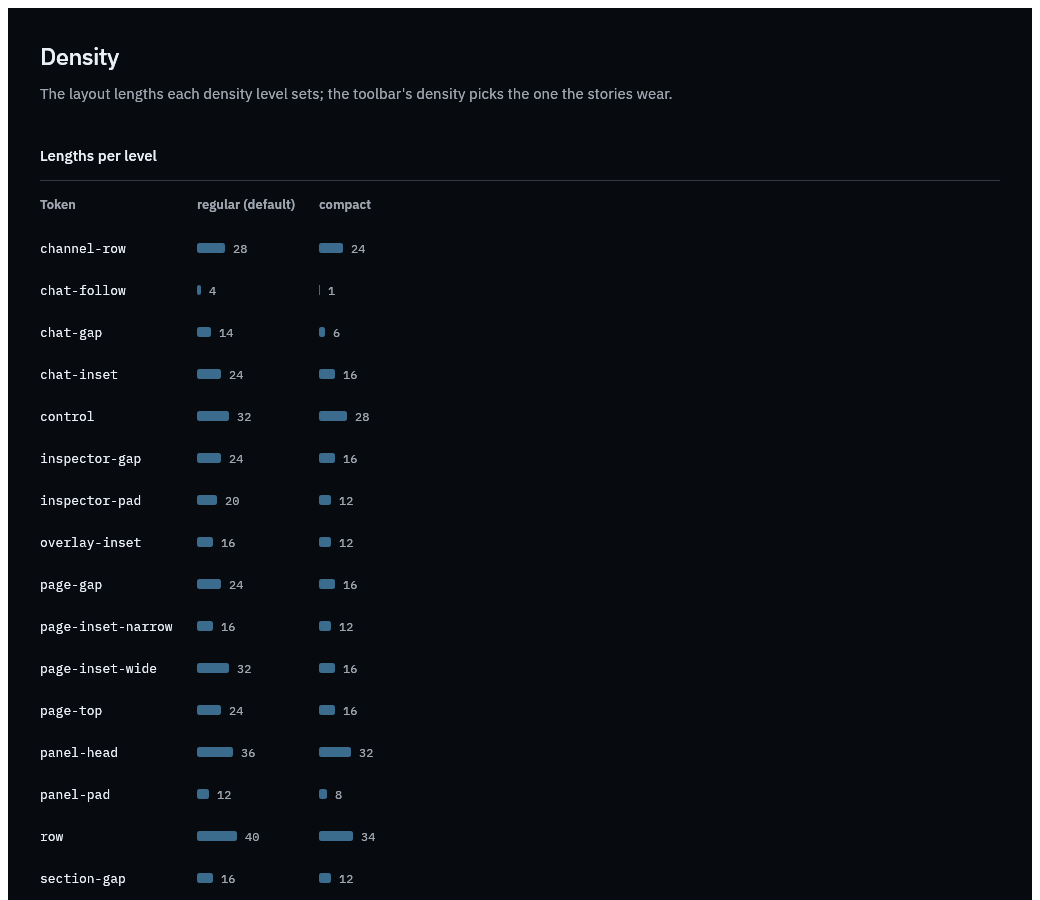 Density
The layout lengths each density level sets; the toolbar's density picks the one the stories wear.
Lengths per level
Token regular (default) compact
channel-row 28 24
chat-follow 4 1
chat-gap 14 6
chat-inset 24 16
control 32 28
inspector-gap 24 16
inspector-pad 20 12
overlay-inset 16 12
page-gap 24 16
page-inset-narrow 16 12
page-inset-wide 32 16
page-top 24 16
panel-head 36 32
panel-pad 12 8
row 40 34
section-gap 16 12